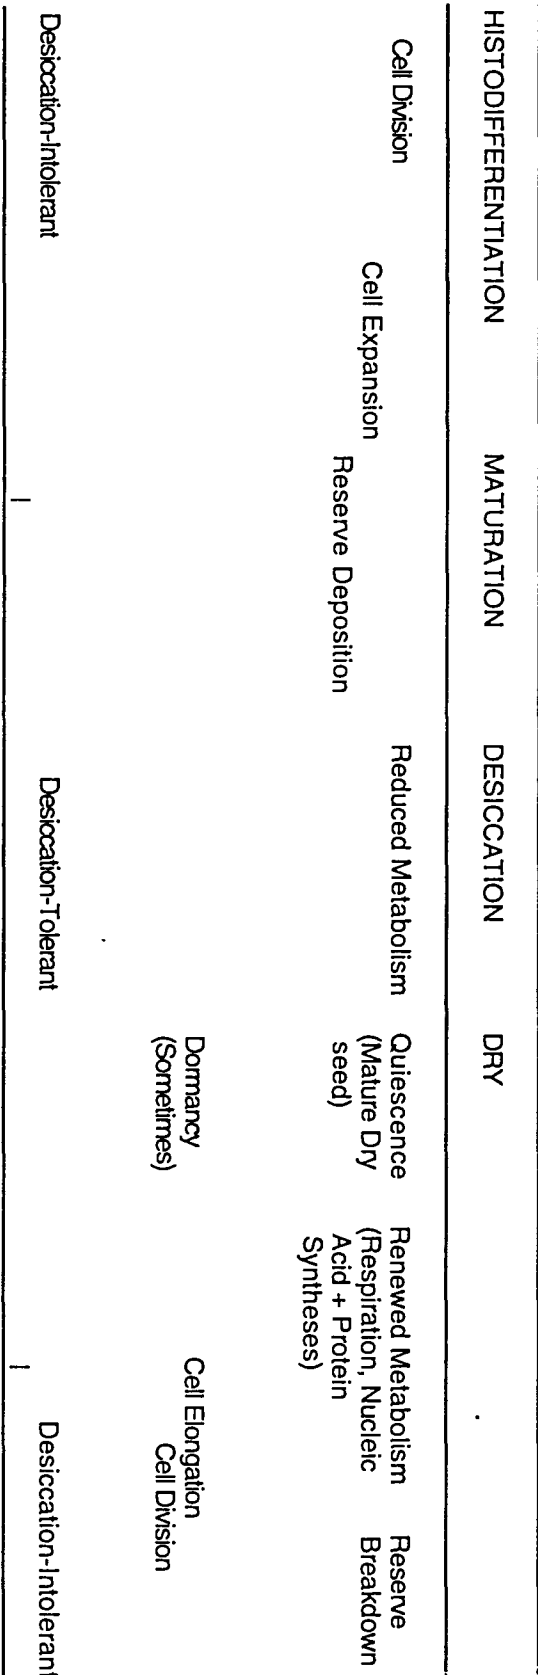 HISTODIFFERENTIATION MATURATION DESICCATION DRY
Cell Division
Cell Expansion
Reserve Deposition
Reduced Metabolism
Quiescence
(Mature Dry
seed)
Renewed Metabolism
(Respiration, Nucleic
Acid + Protein
Syntheses)
Reserve
Breakdown
Dormancy
(Sometimes)
Cell Elongation
Cell Division
Desiccation-Intolerant
Desiccation-Tolerant
Desiccation-Intolerant